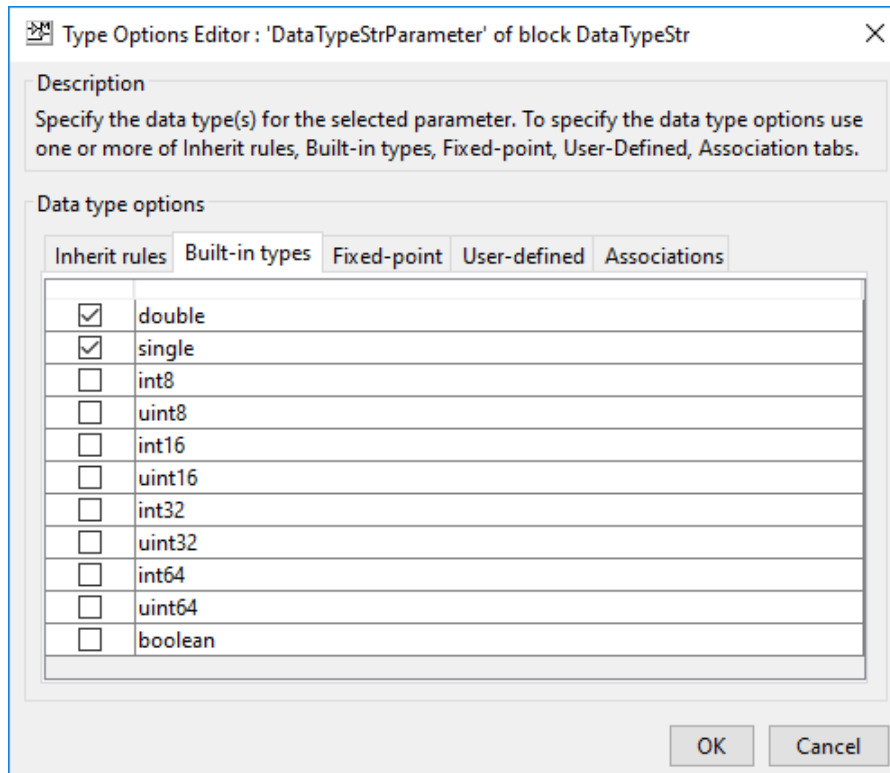 Type Options Editor : 'DataTypeStrParameter' of block DataTypeStr
Description
Specify the data type(s) for the selected parameter. To specify the data type options use
one or more of Inherit rules, Built-in types, Fixed-point, User-Defined, Association tabs.
Data type options
Inherit rules Built-in types Fixed-point User-defined Associations
double
single
int8
uint8
int16
uint16
int32
uint32
int64
uint64
boolean
OK Cancel